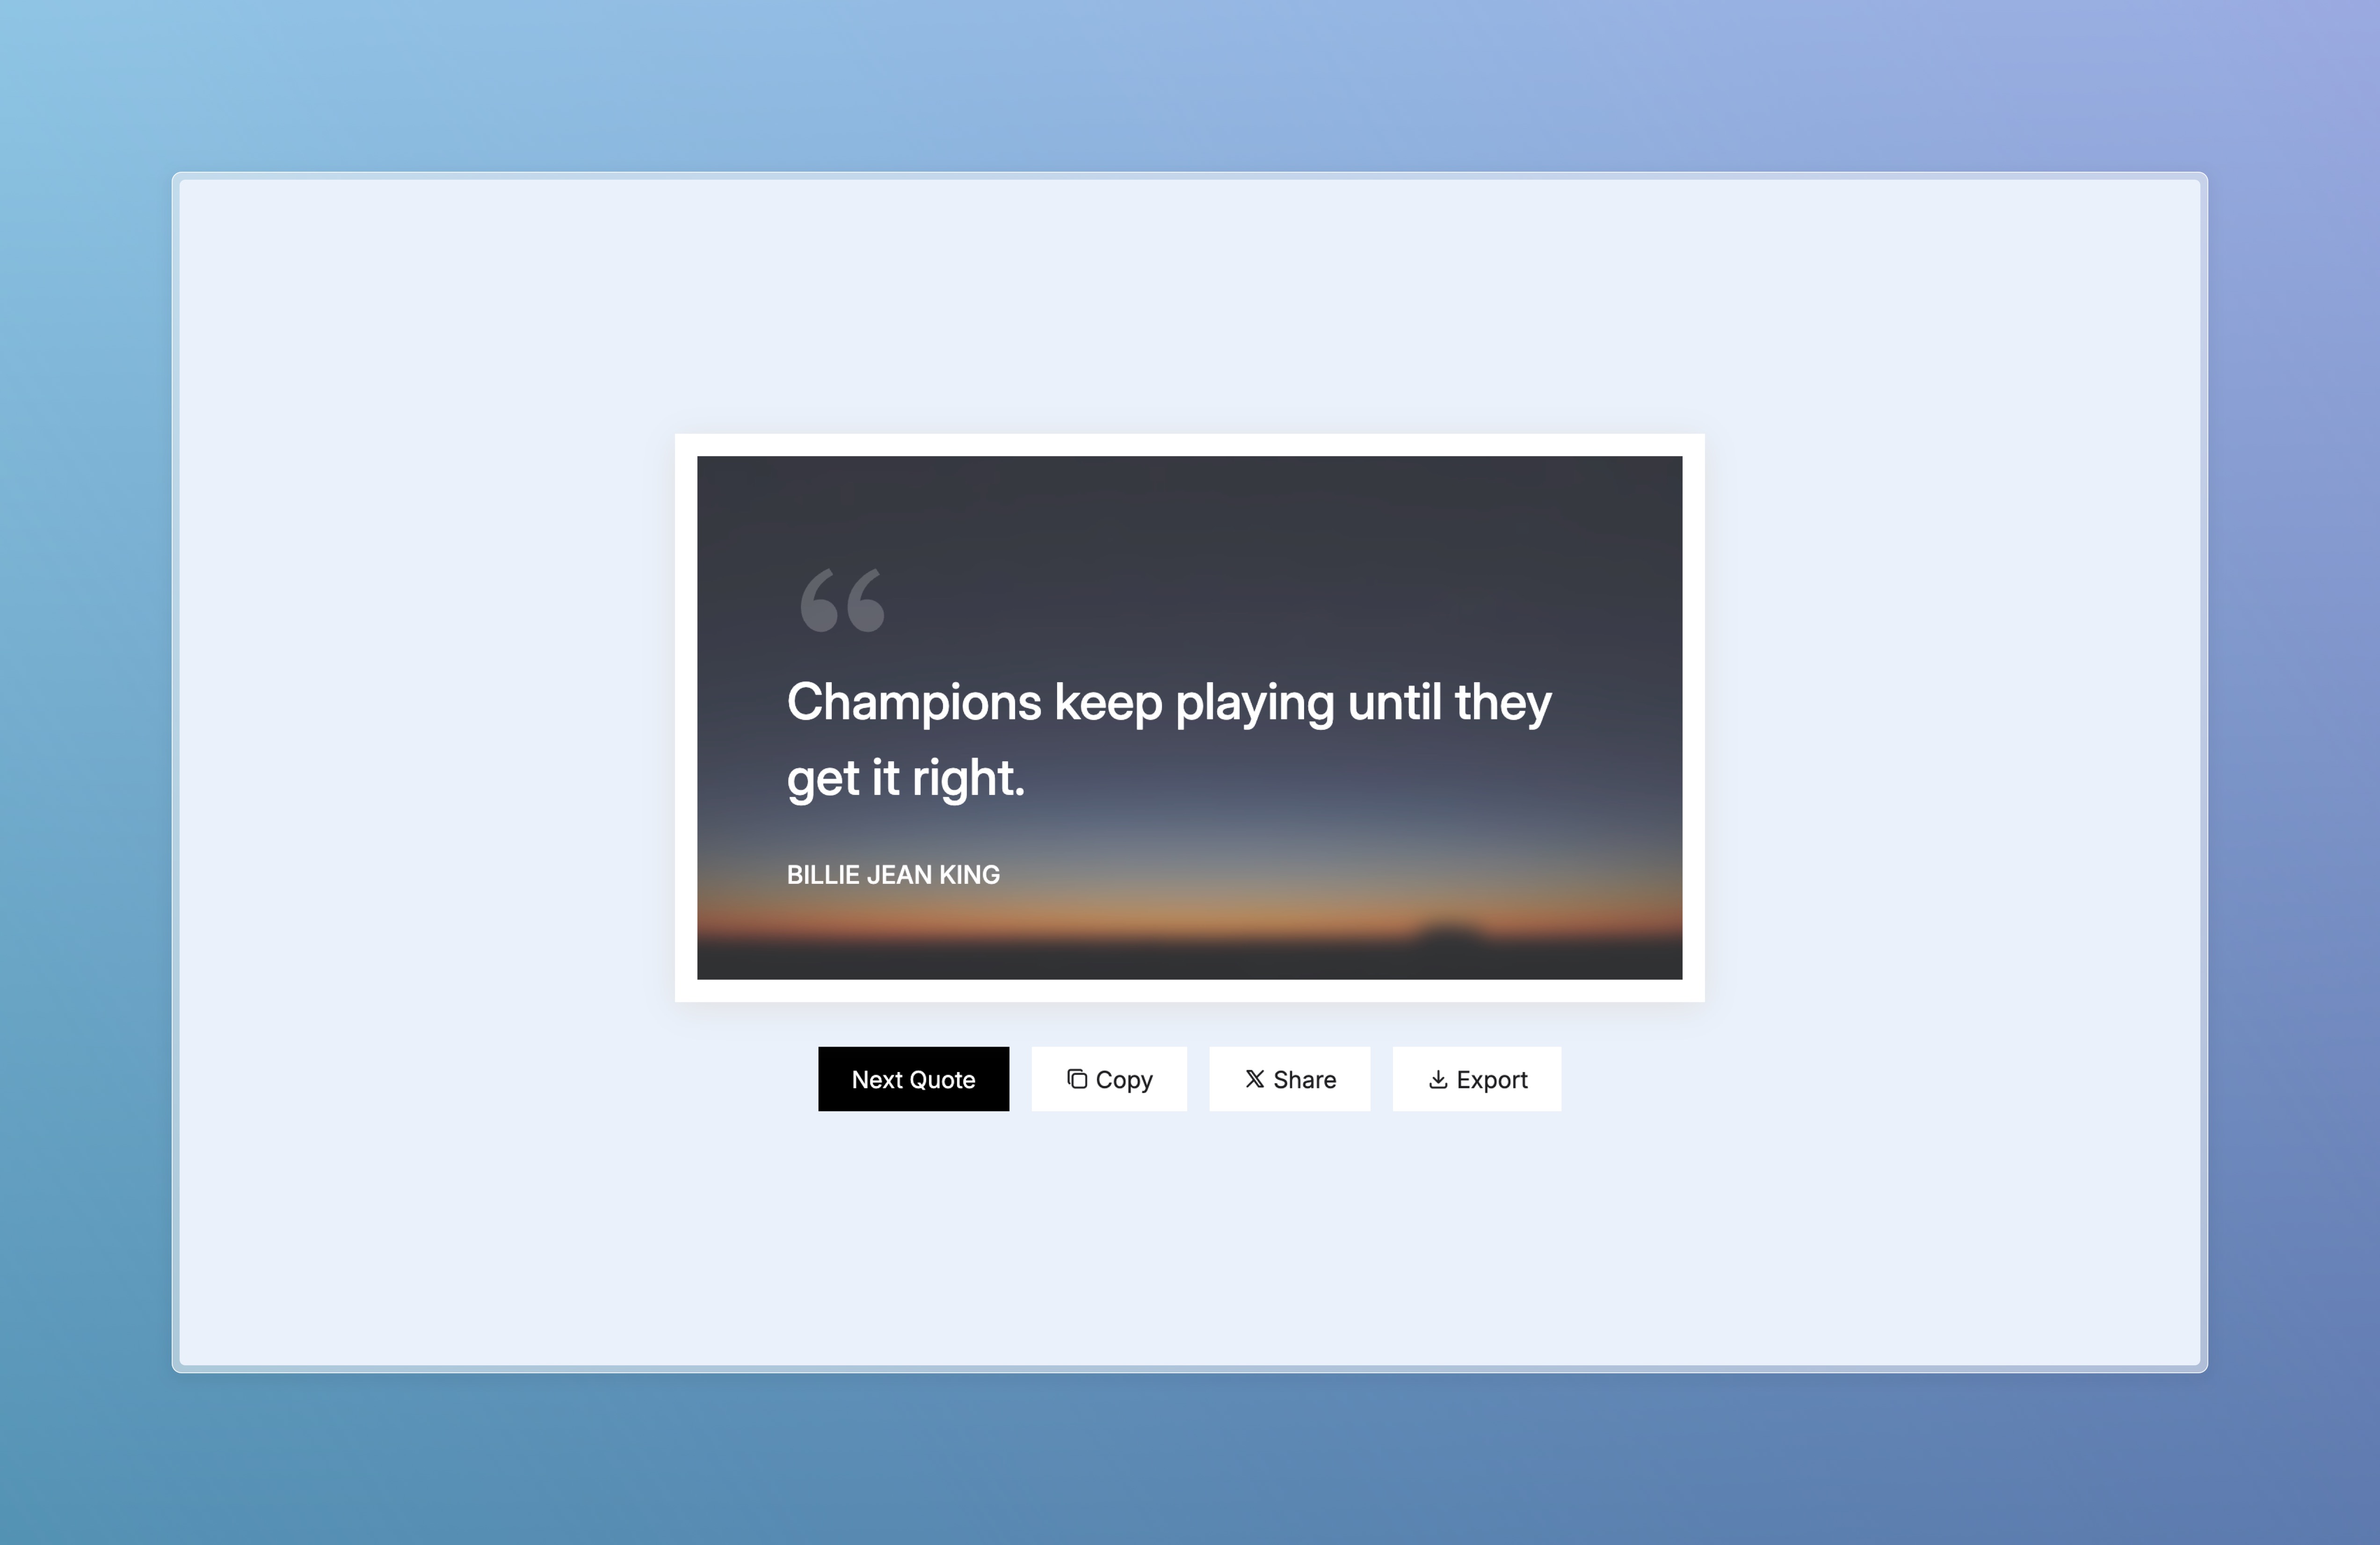 “
Champions keep playing until they
get it right.
BILLIE JEAN KING
Next Quote
Copy
Share
Export